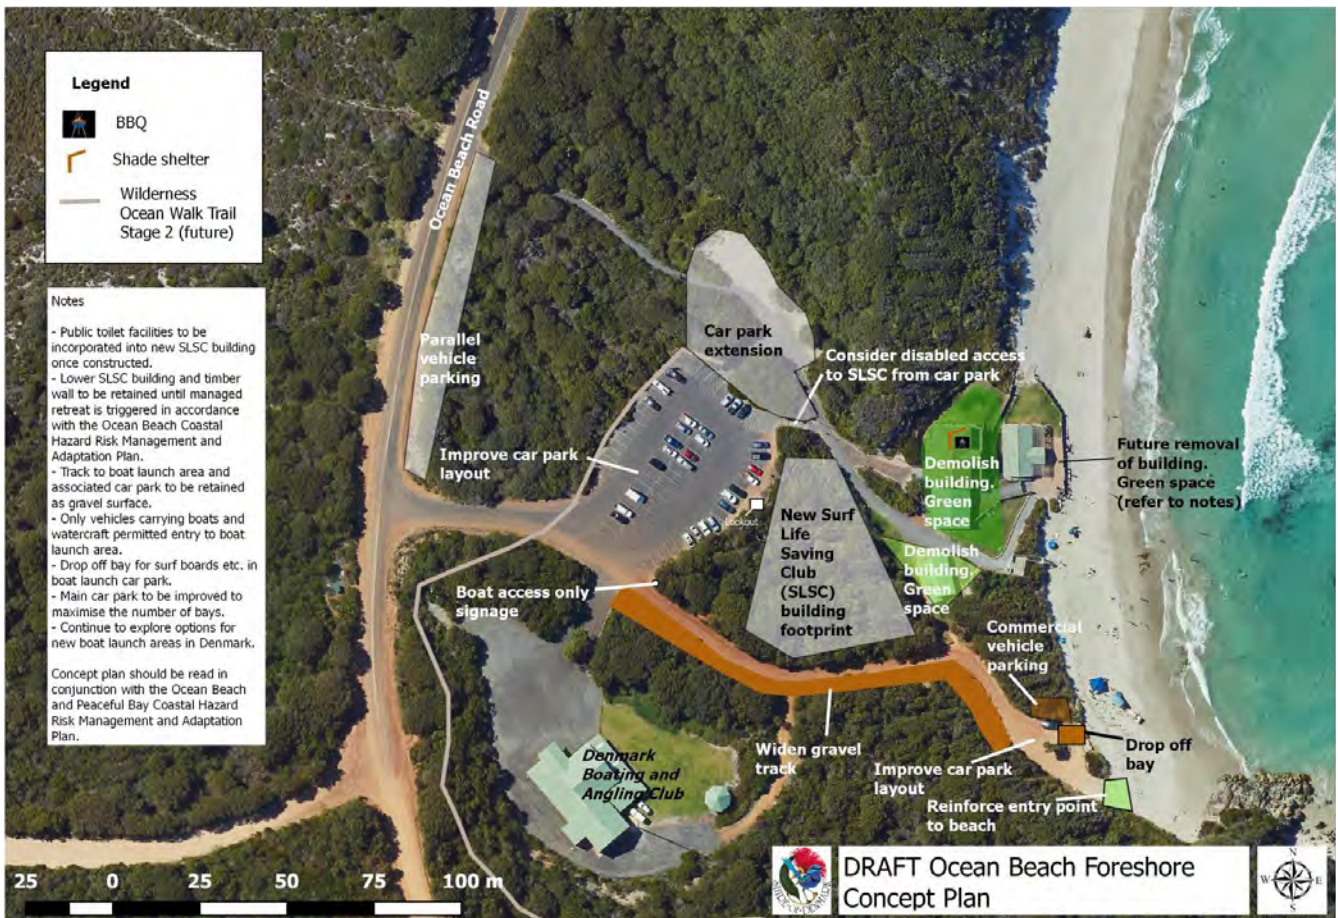 Legend
BBQ
Shade shelter
Wilderness
Ocean Walk Trail
Stage 2 (future)
Notes
- Public toilet facilities to be
incorporated into new SLSC building
once constructed.
- Lower SLSC building and timber
wall to be retained until managed
retreat is triggered in accordance
with the Ocean Beach Coastal
Hazard Risk Management and
Adaptation Plan.
- Track to boat launch area and
associated car park to be retained
as gravel surface.
- Only vehicles carrying boats and
watercraft permitted entry to boat
launch area.
- Drop off bay for surf boards etc. in
boat launch car park.
- Main car park to be improved to
maximise the number of bays.
- Continue to explore options for
new boat launch areas in Denmark.
Concept plan should be read in
conjunction with the Ocean Beach
and Peaceful Bay Coastal Hazard
Risk Management and Adaptation
Plan.
Ocean Beach Road
Parallel
vehicle
parking
Car park
extension
Consider disabled access
to SLSC from car park
Improve car park
layout
Lookout
New Surf
Life
Saving
Club
(SLSC)
building
footprint
Demolish
building.
Green
space
Future removal
of building.
Green space
(refer to notes)
Demolish
building.
Green
space
Boat access only
signage
Commercial
vehicle
parking
Widen gravel
track
Improve car park
layout
Drop off
bay
Reinforce entry point
to beach
Denmark
Boating and
Angling Club
25 0 25 50 75 100 m
SHIRE OF DENMARK
DRAFT Ocean Beach Foreshore
Concept Plan
N
W E
S